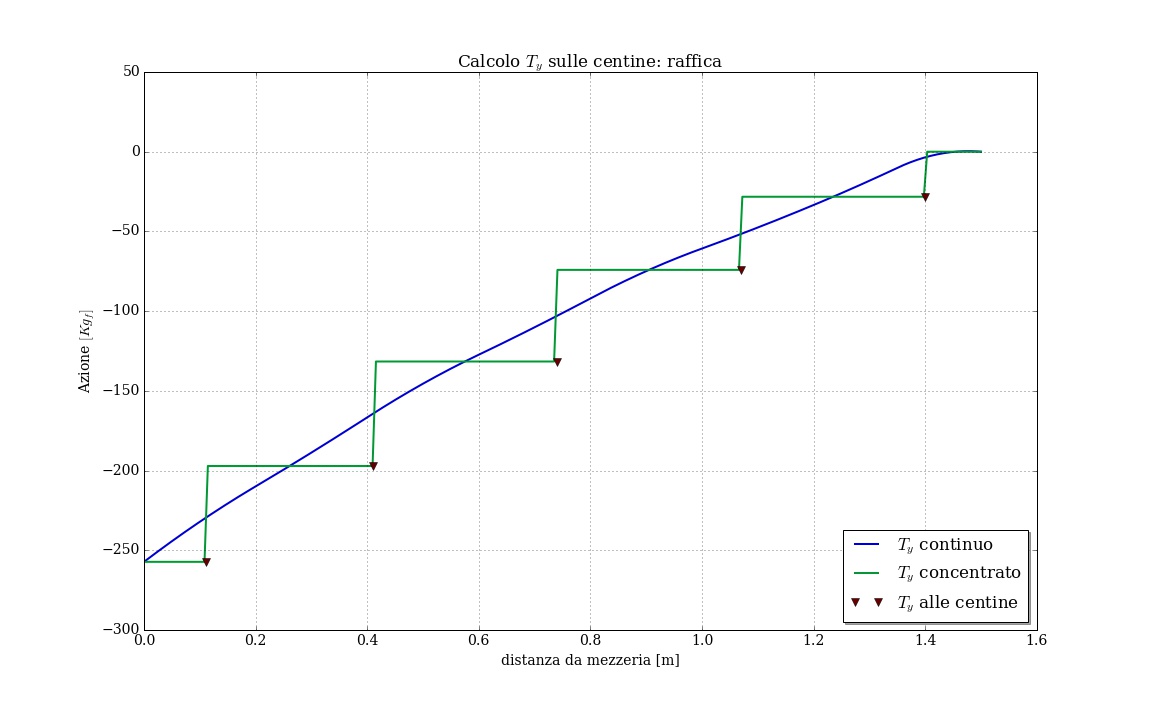 Calcolo T_y sulle centine: raffica
50
0
−50
−100
−150
−200
−250
−300
Azione [Kg_f]
0.0 0.2 0.4 0.6 0.8 1.0 1.2 1.4 1.6
distanza da mezzeria [m]
T_y continuo
T_y concentrato
T_y alle centine